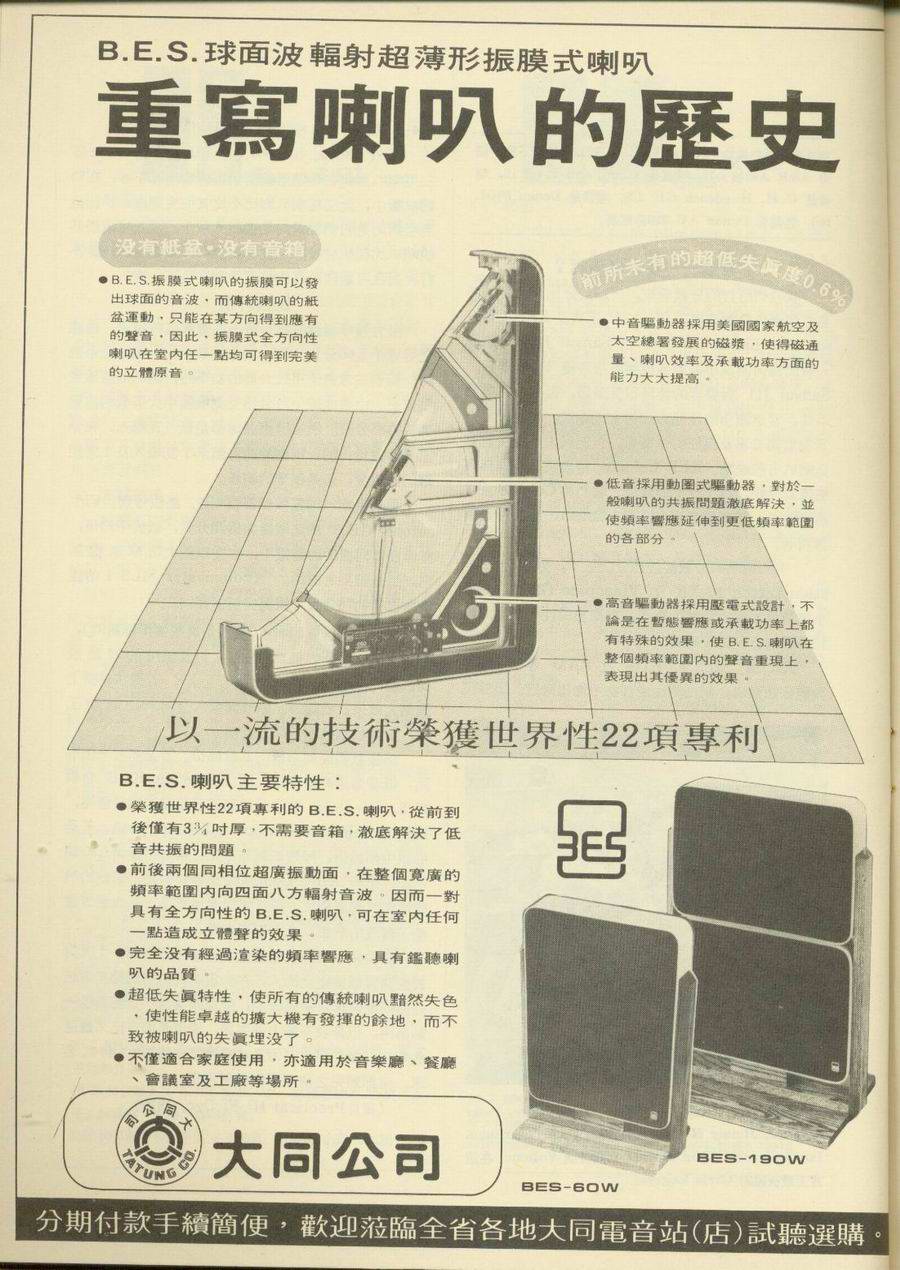 B.E.S.球面波輻射超薄形振膜式喇叭
重寫喇叭的歷史
没有紙盆·没有音箱
●B.E.S.振膜式喇叭的振膜可以發
出球面的音波,而傳統喇叭的紙
盆運動,只能在某方向得到應有
的聲音,因此,振膜式全方向性
喇叭在室内任一點均可得到完美
的立體原音。
前所未有的超低失眞度0.6%
●中音驅動器採用美國國家航空及
太空總署發展的磁漿,使得磁通
量、喇叭效率及承載功率方面的
能力大大提高。
●低音採用動圈式驅動器,對於一
般喇叭的共振問題澈底解決,並
使頻率響應延伸到更低頻率範圍
的各部分。
●高音驅動器採用壓電式設計,不
論是在暫態響應或承載功率上都
有特殊的效果,使B.E.S.喇叭在
整個頻率範圍内的聲音重現上,
表現出其優異的效果。
以一流的技術榮獲世界性22項專利
B.E.S.喇叭主要特性:
●榮獲世界性22項專利的B.E.S.喇叭,從前到
後僅有3¾吋厚,不需要音箱,澈底解決了低
音共振的問題。
●前後兩個同相位超廣振動面,在整個寬廣的
頻率範圍内向四面八方輻射音波。因而一對
具有全方向性的B.E.S.喇叭,可在室内任何
一點造成立體聲的效果。
●完全没有經過渲染的頻率響應,具有鑑聽喇
叭的品質。
●超低失眞特性,使所有的傳統喇叭黯然失色
,使性能卓越的擴大機有發揮的餘地,而不
致被喇叭的失眞埋没了。
●不僅適合家庭使用,亦適用於音樂廳、餐廳
、會議室及工廠等場所。
BES
BES-190W
BES-60W
司公同大
TATUNG CO.
大同公司
分期付款手續簡便,歡迎蒞臨全省各地大同電音站(店)試聽選購。